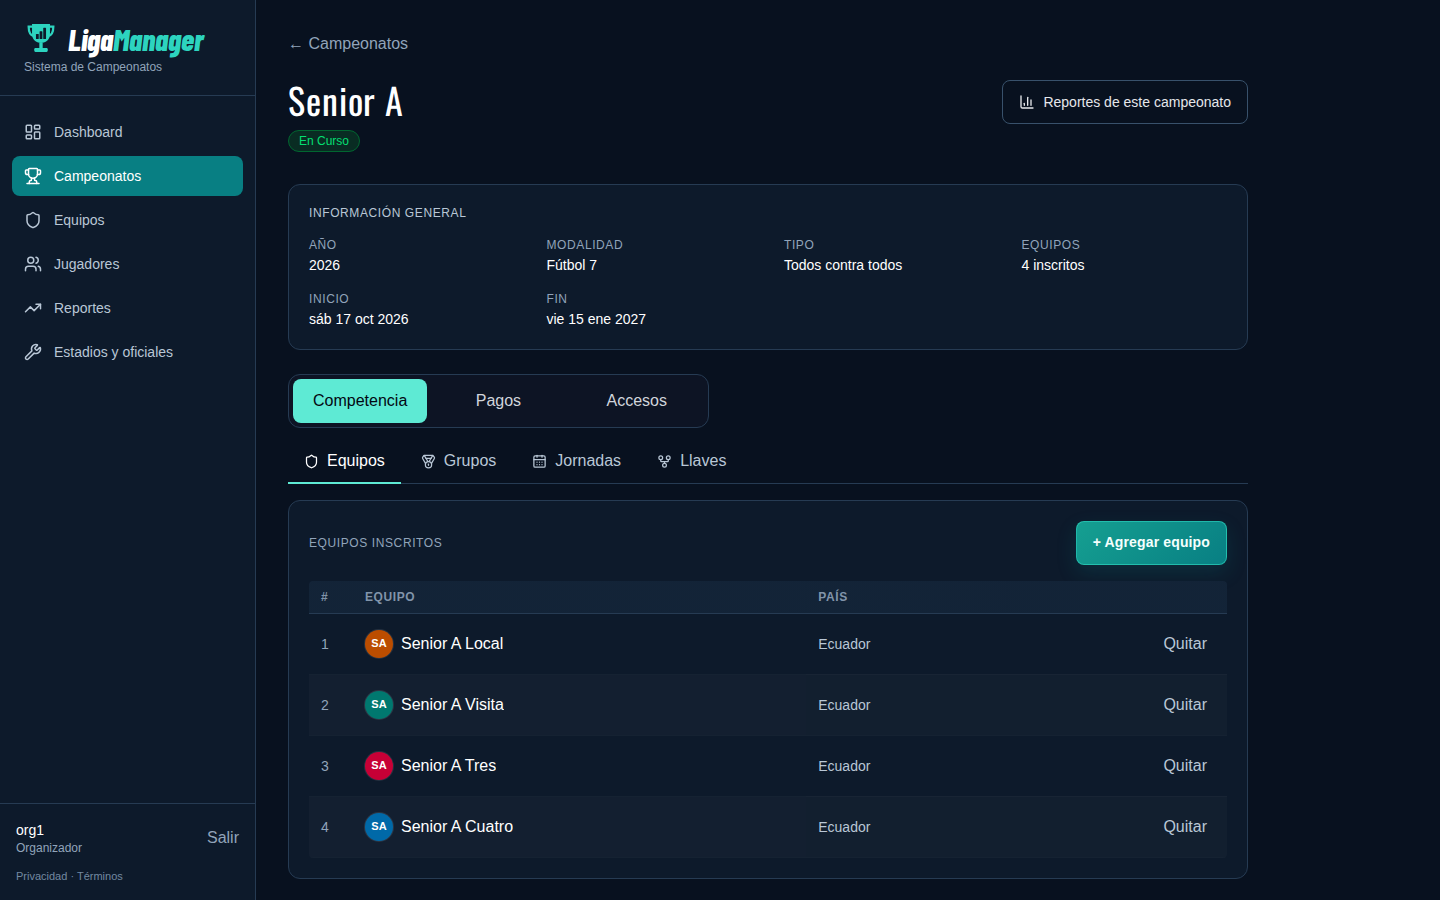 LigaManager
Sistema de Campeonatos
Dashboard
Campeonatos
Equipos
Jugadores
Reportes
Estadios y oficiales
org1
Organizador
Salir
Privacidad · Términos
← Campeonatos
Senior A
En Curso
Reportes de este campeonato
INFORMACIÓN GENERAL
AÑO MODALIDAD TIPO EQUIPOS
2026 Fútbol 7 Todos contra todos 4 inscritos
INICIO FIN
sáb 17 oct 2026 vie 15 ene 2027
Competencia Pagos Accesos
Equipos Grupos Jornadas Llaves
EQUIPOS INSCRITOS + Agregar equipo
# EQUIPO PAÍS
1 SA Senior A Local Ecuador Quitar
2 SA Senior A Visita Ecuador Quitar
3 SA Senior A Tres Ecuador Quitar
4 SA Senior A Cuatro Ecuador Quitar